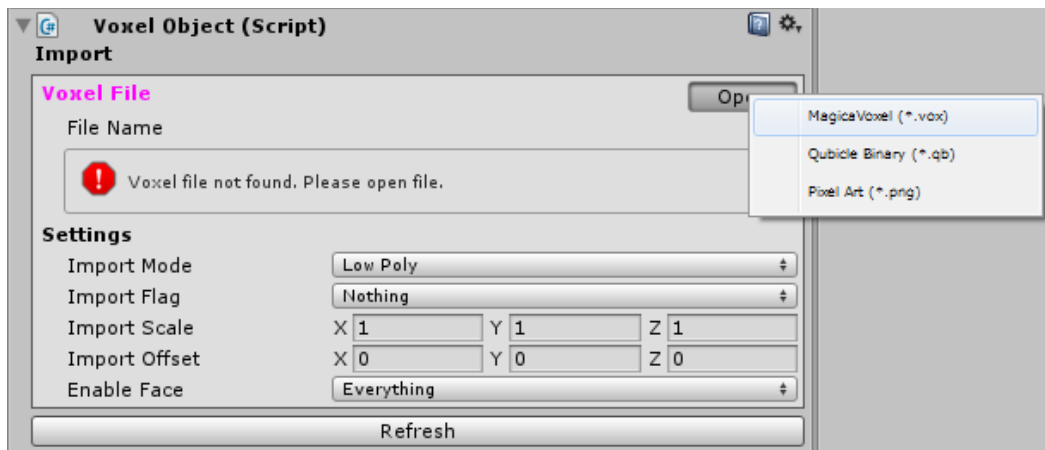 Voxel Object (Script)
Import
Voxel File
File Name
Voxel file not found. Please open file.
MagicaVoxel (*.vox)
Qubicle Binary (*.qb)
Pixel Art (*.png)
Settings
Import Mode Low Poly
Import Flag Nothing
Import Scale X 1 Y 1 Z 1
Import Offset X 0 Y 0 Z 0
Enable Face Everything
Refresh